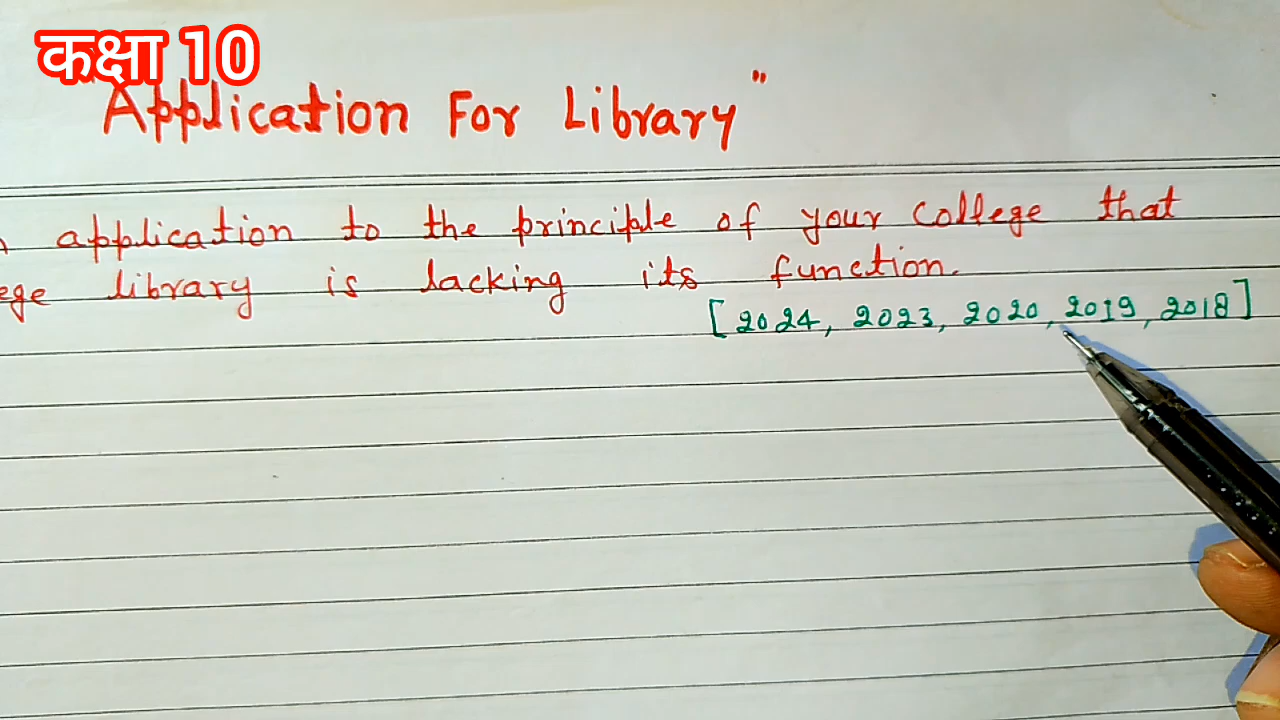 कक्षा 10
"Application For Library"
application to the principle of your college that
ege library is lacking its function.
[2024, 2023, 2020, 2019, 2018]